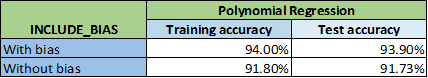 Polynomial Regression
INCLUDE_BIAS Training accuracy Test accuracy
With bias 94.00% 93.90%
Without bias 91.80% 91.73%